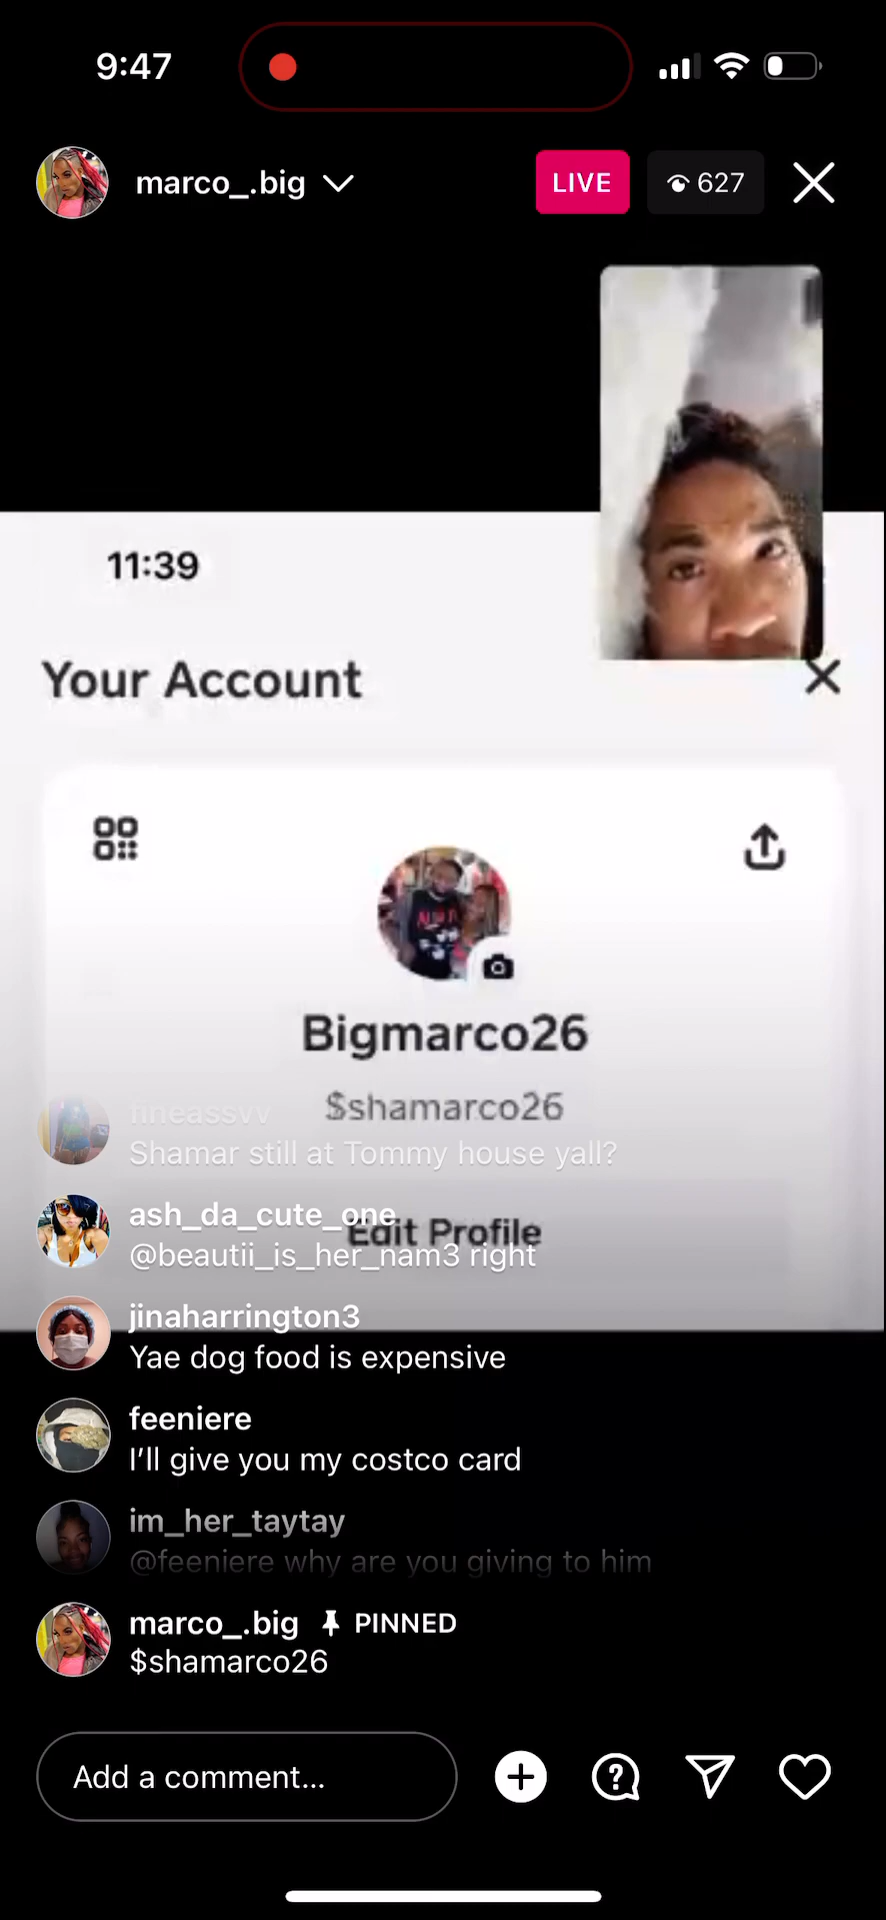 9:47
marco_.big
LIVE
627
11:39
Your Account
Bigmarco26
$shamarco26
fineassvv
Shamar still at Tommy house yall?
Edit Profile
ash_da_cute_one
@beautii_is_her_nam3 right
jinaharrington3
Yae dog food is expensive
feeniere
I’ll give you my costco card
im_her_taytay
@feeniere why are you giving to him
marco_.big PINNED
$shamarco26
Add a comment...